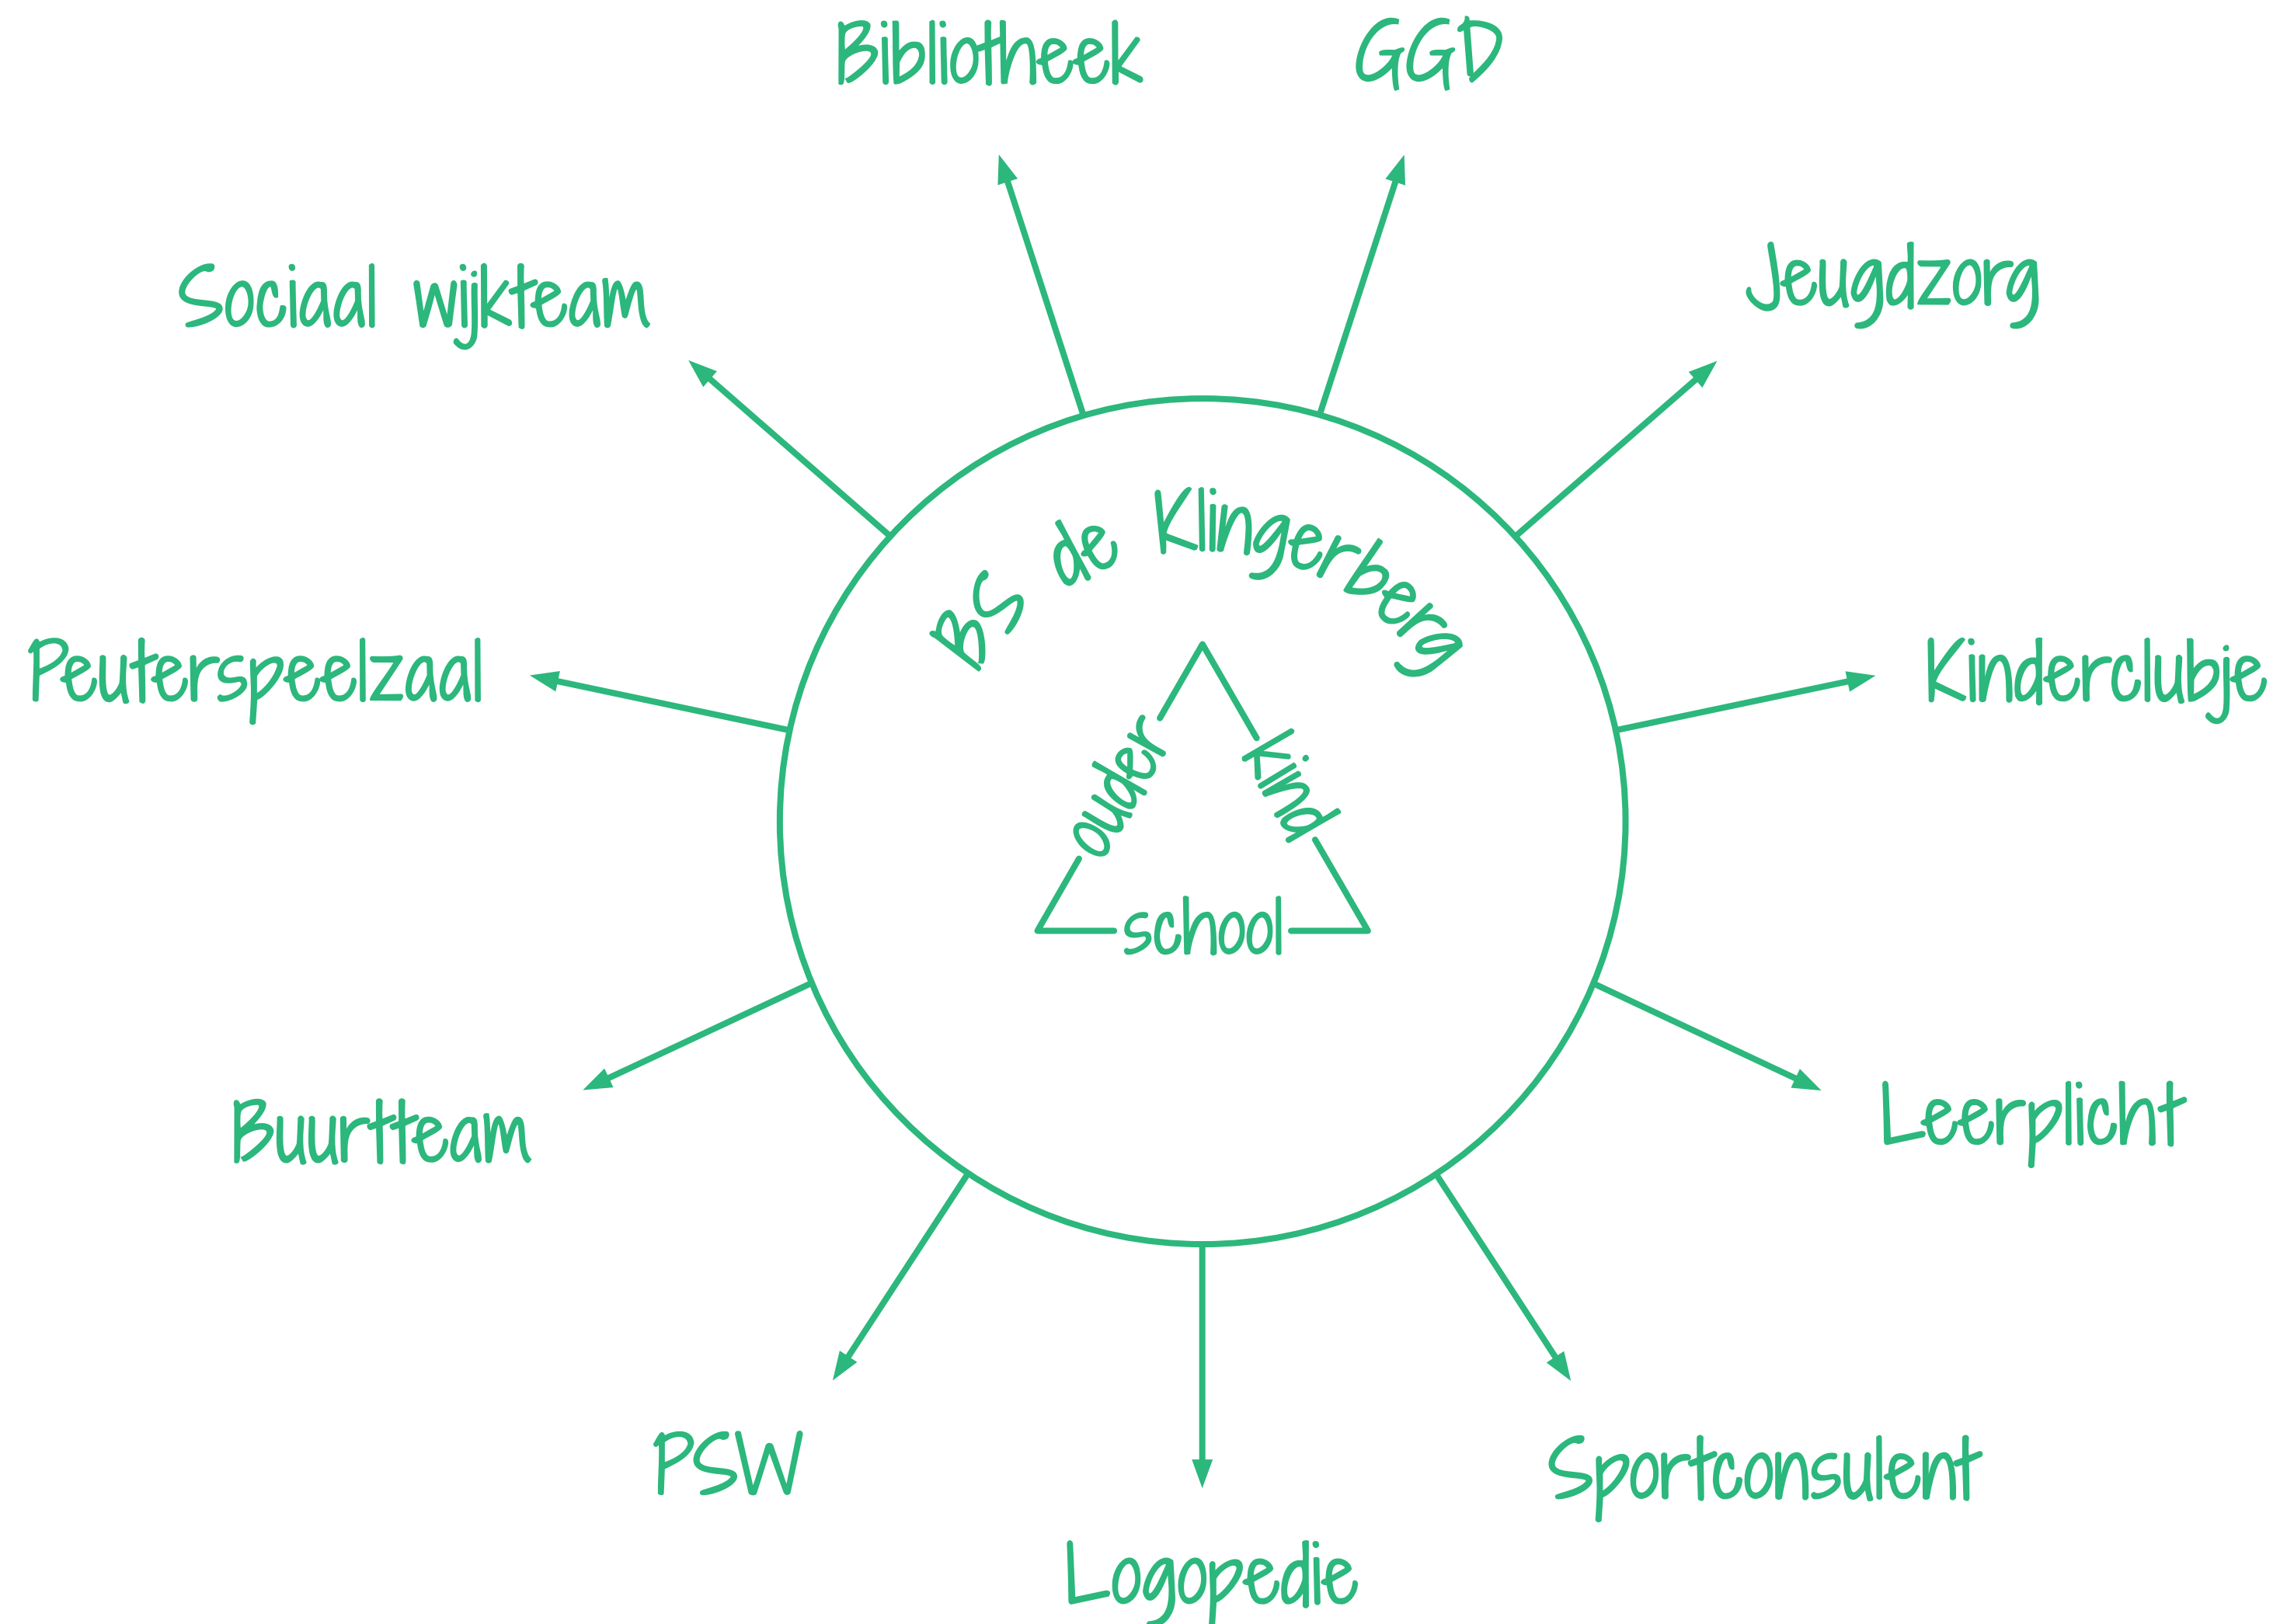 Bibliotheek
GGD
Jeugdzorg
Kinderclubje
Leerplicht
Sportconsulent
Logopedie
PSW
Buurtteam
Peuterspeelzaal
Sociaal wijkteam
BS de Klingerberg
ouder
kind
school